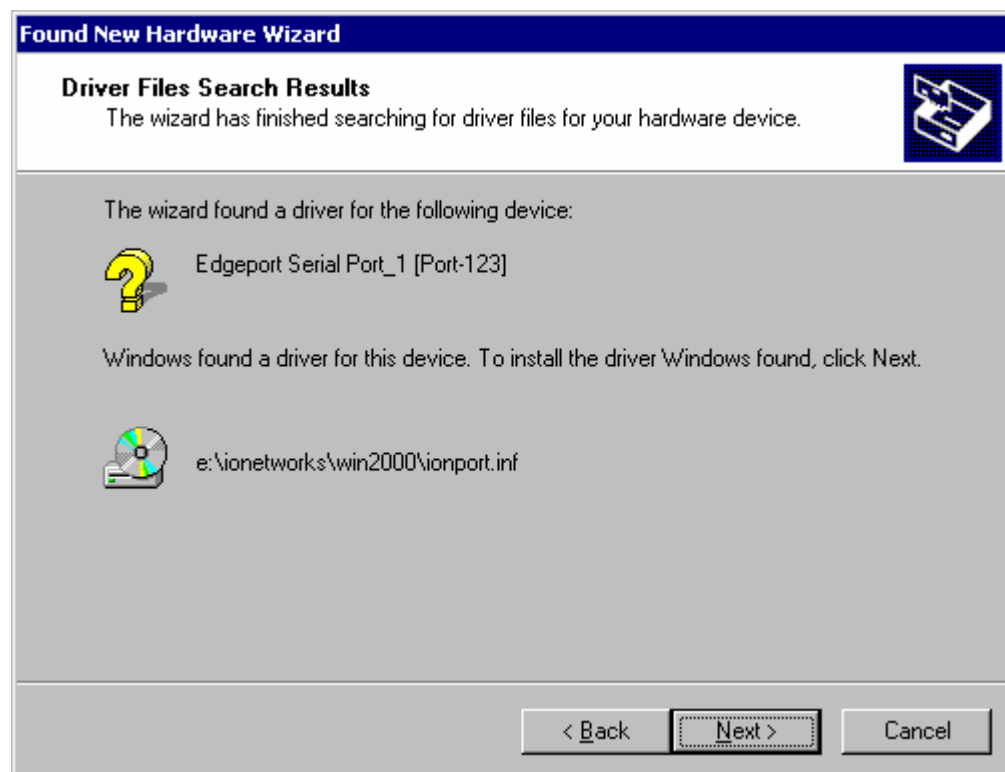 Found New Hardware Wizard
Driver Files Search Results
The wizard has finished searching for driver files for your hardware device.
The wizard found a driver for the following device:
Edgeport Serial Port_1 [Port-123]
Windows found a driver for this device. To install the driver Windows found, click Next.
e:\ionetworks\win2000\ionport.inf
< Back
Next >
Cancel